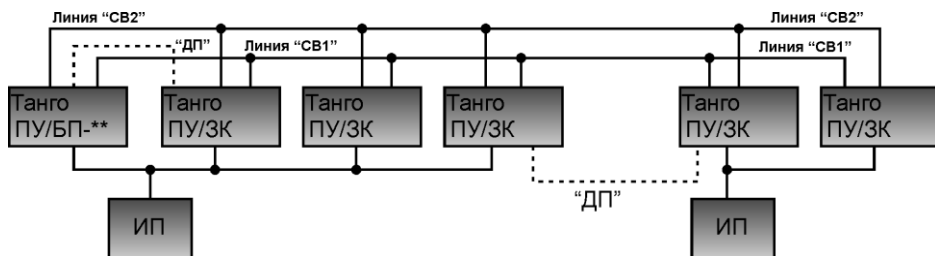 Линия “СВ2”
Линия “СВ2”
“ДП”
Линия “СВ1”
Линия “СВ1”
Танго
ПУ/БП-**
Танго
ПУ/ЗК
Танго
ПУ/ЗК
Танго
ПУ/ЗК
Танго
ПУ/ЗК
Танго
ПУ/ЗК
“ДП”
ИП
ИП